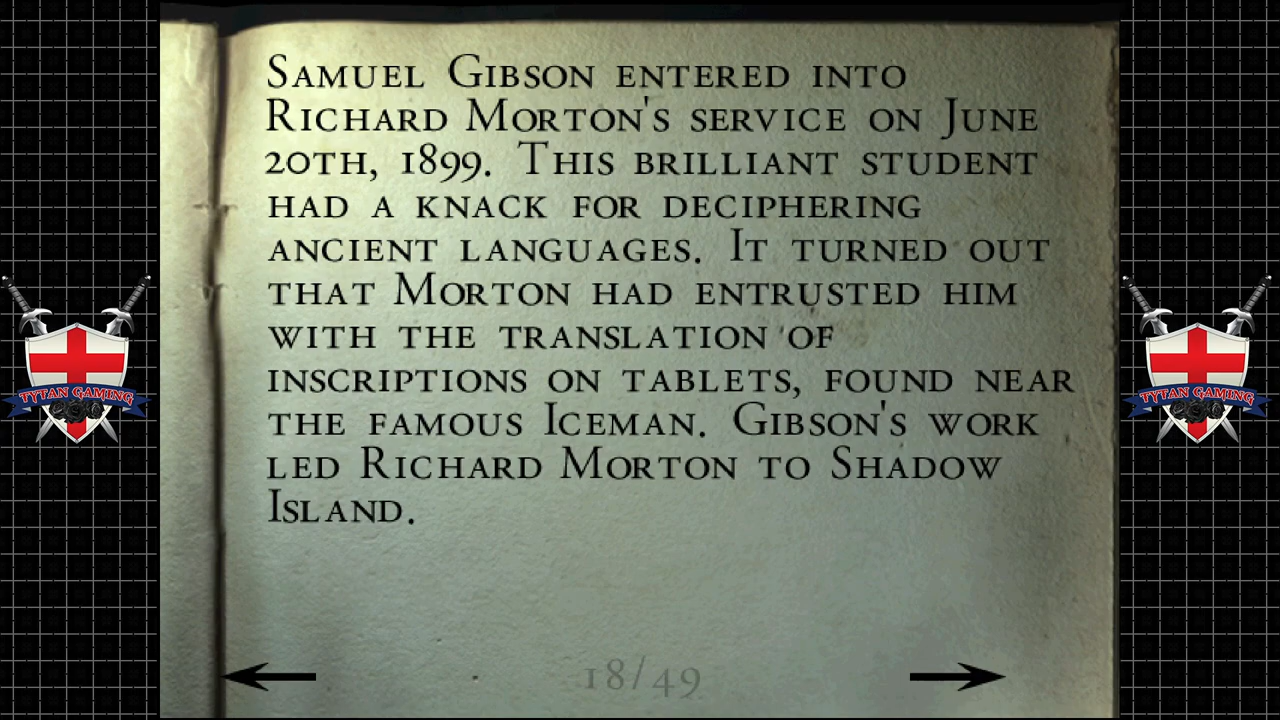 Samuel Gibson entered into
Richard Morton's service on June
20th, 1899. This brilliant student
had a knack for deciphering
ancient languages. It turned out
that Morton had entrusted him
with the translation of
inscriptions on tablets, found near
the famous Iceman. Gibson's work
led Richard Morton to Shadow
Island.
18/49
TYTAN GAMING
TYTAN GAMING